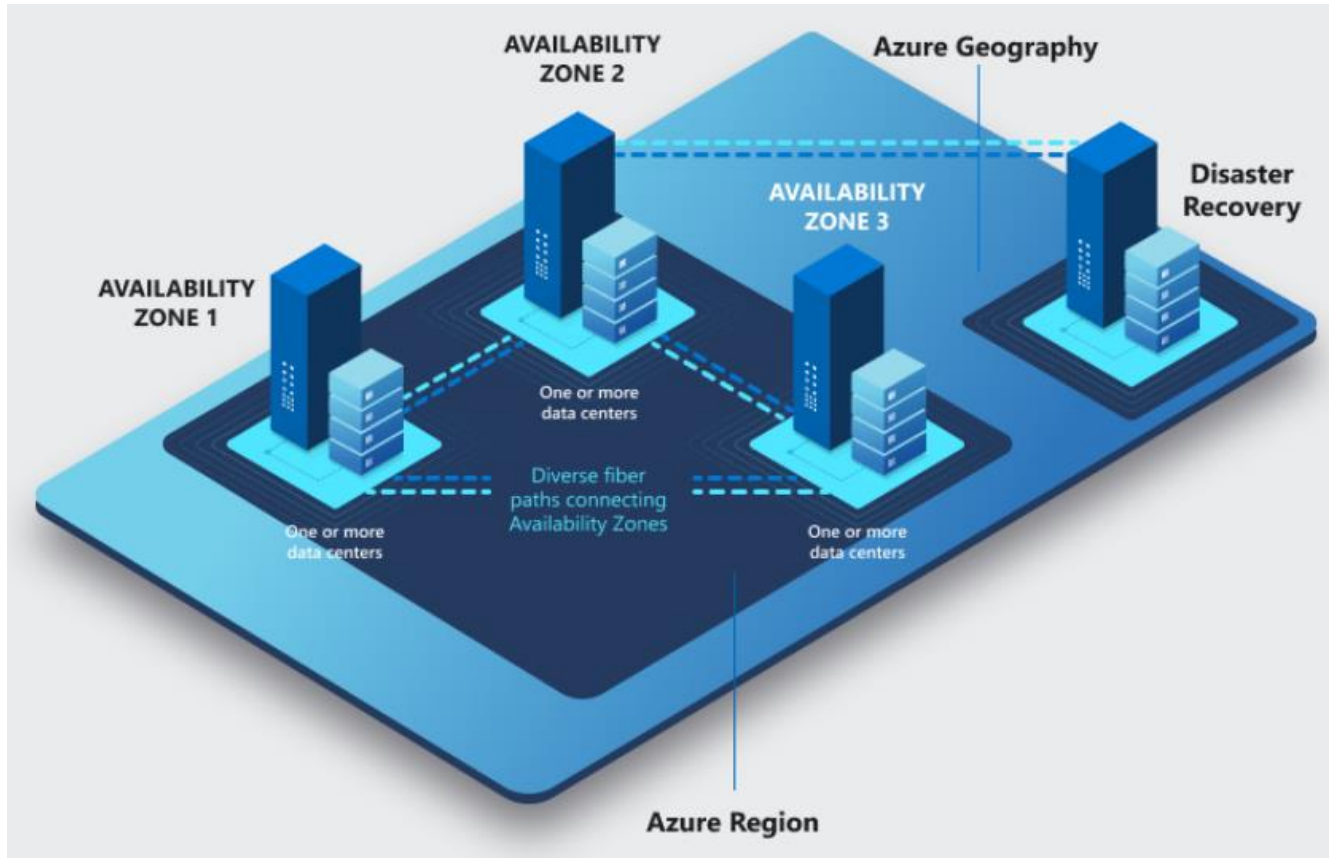 AVAILABILITY
ZONE 2
Azure Geography
Disaster
Recovery
AVAILABILITY
ZONE 3
AVAILABILITY
ZONE 1
One or more
data centers
Diverse fiber
paths connecting
Availability Zones
One or more
data centers
One or more
data centers
Azure Region